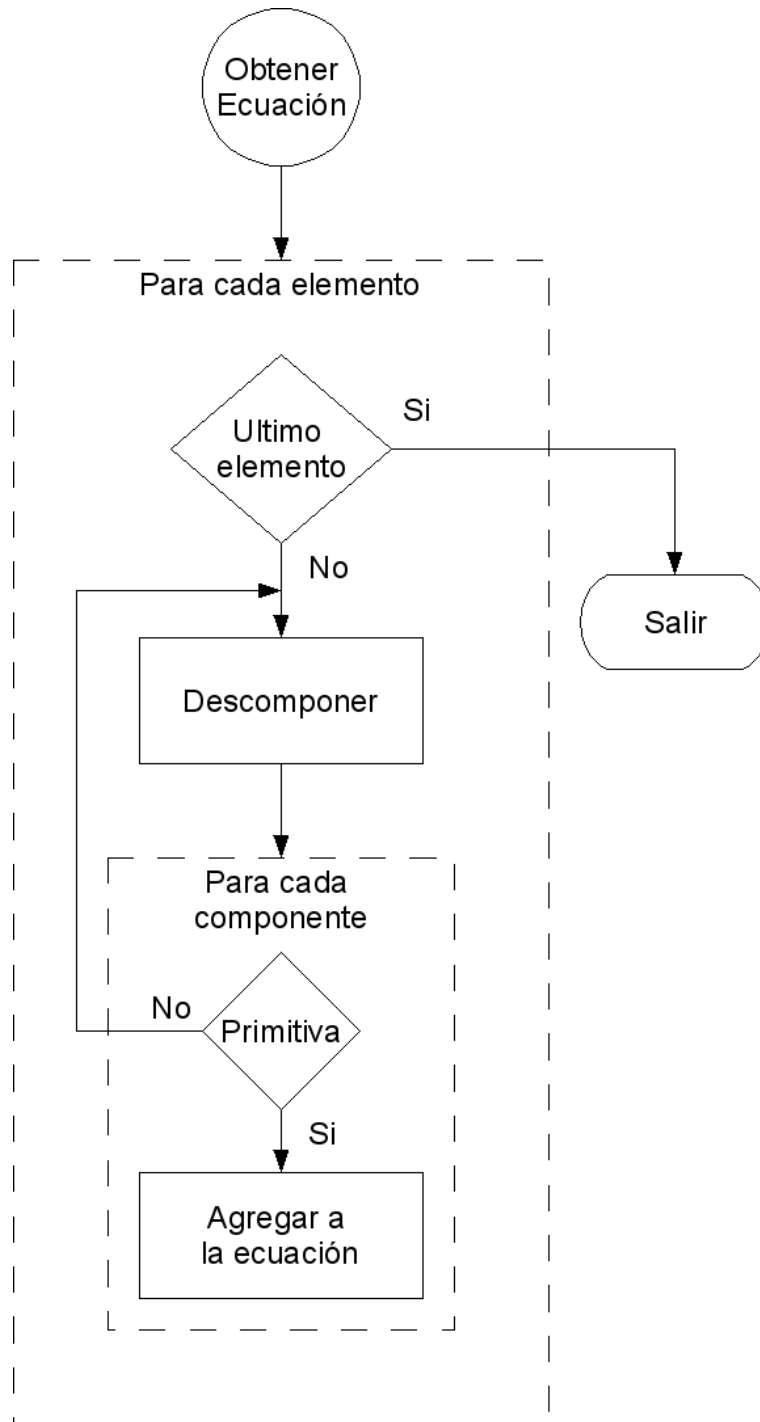 Obtener
Ecuación
Para cada elemento
Si
Ultimo
elemento
No
Salir
Descomponer
Para cada
componente
No
Primitiva
Si
Agregar a
la ecuación